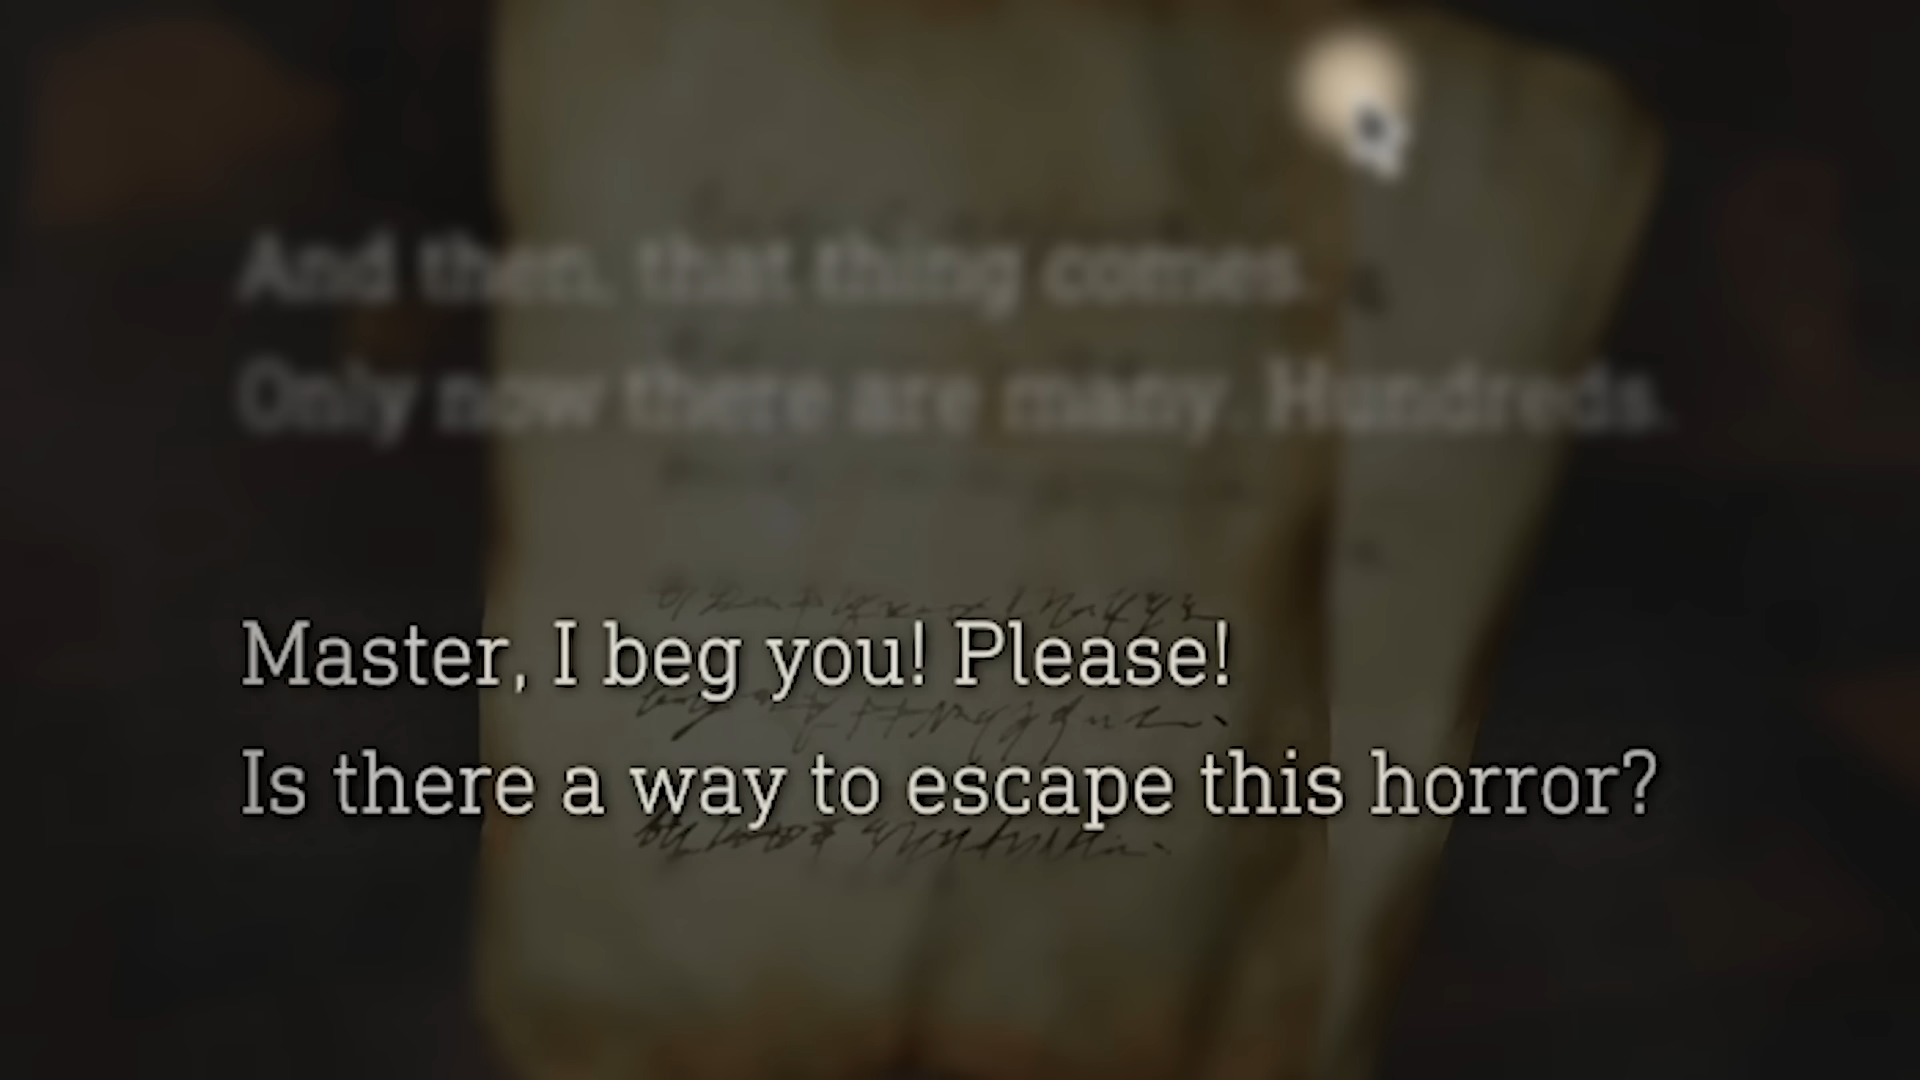 And then, that thing comes.
Only now there are many. Hundreds.
Master, I beg you! Please!
Is there a way to escape this horror?